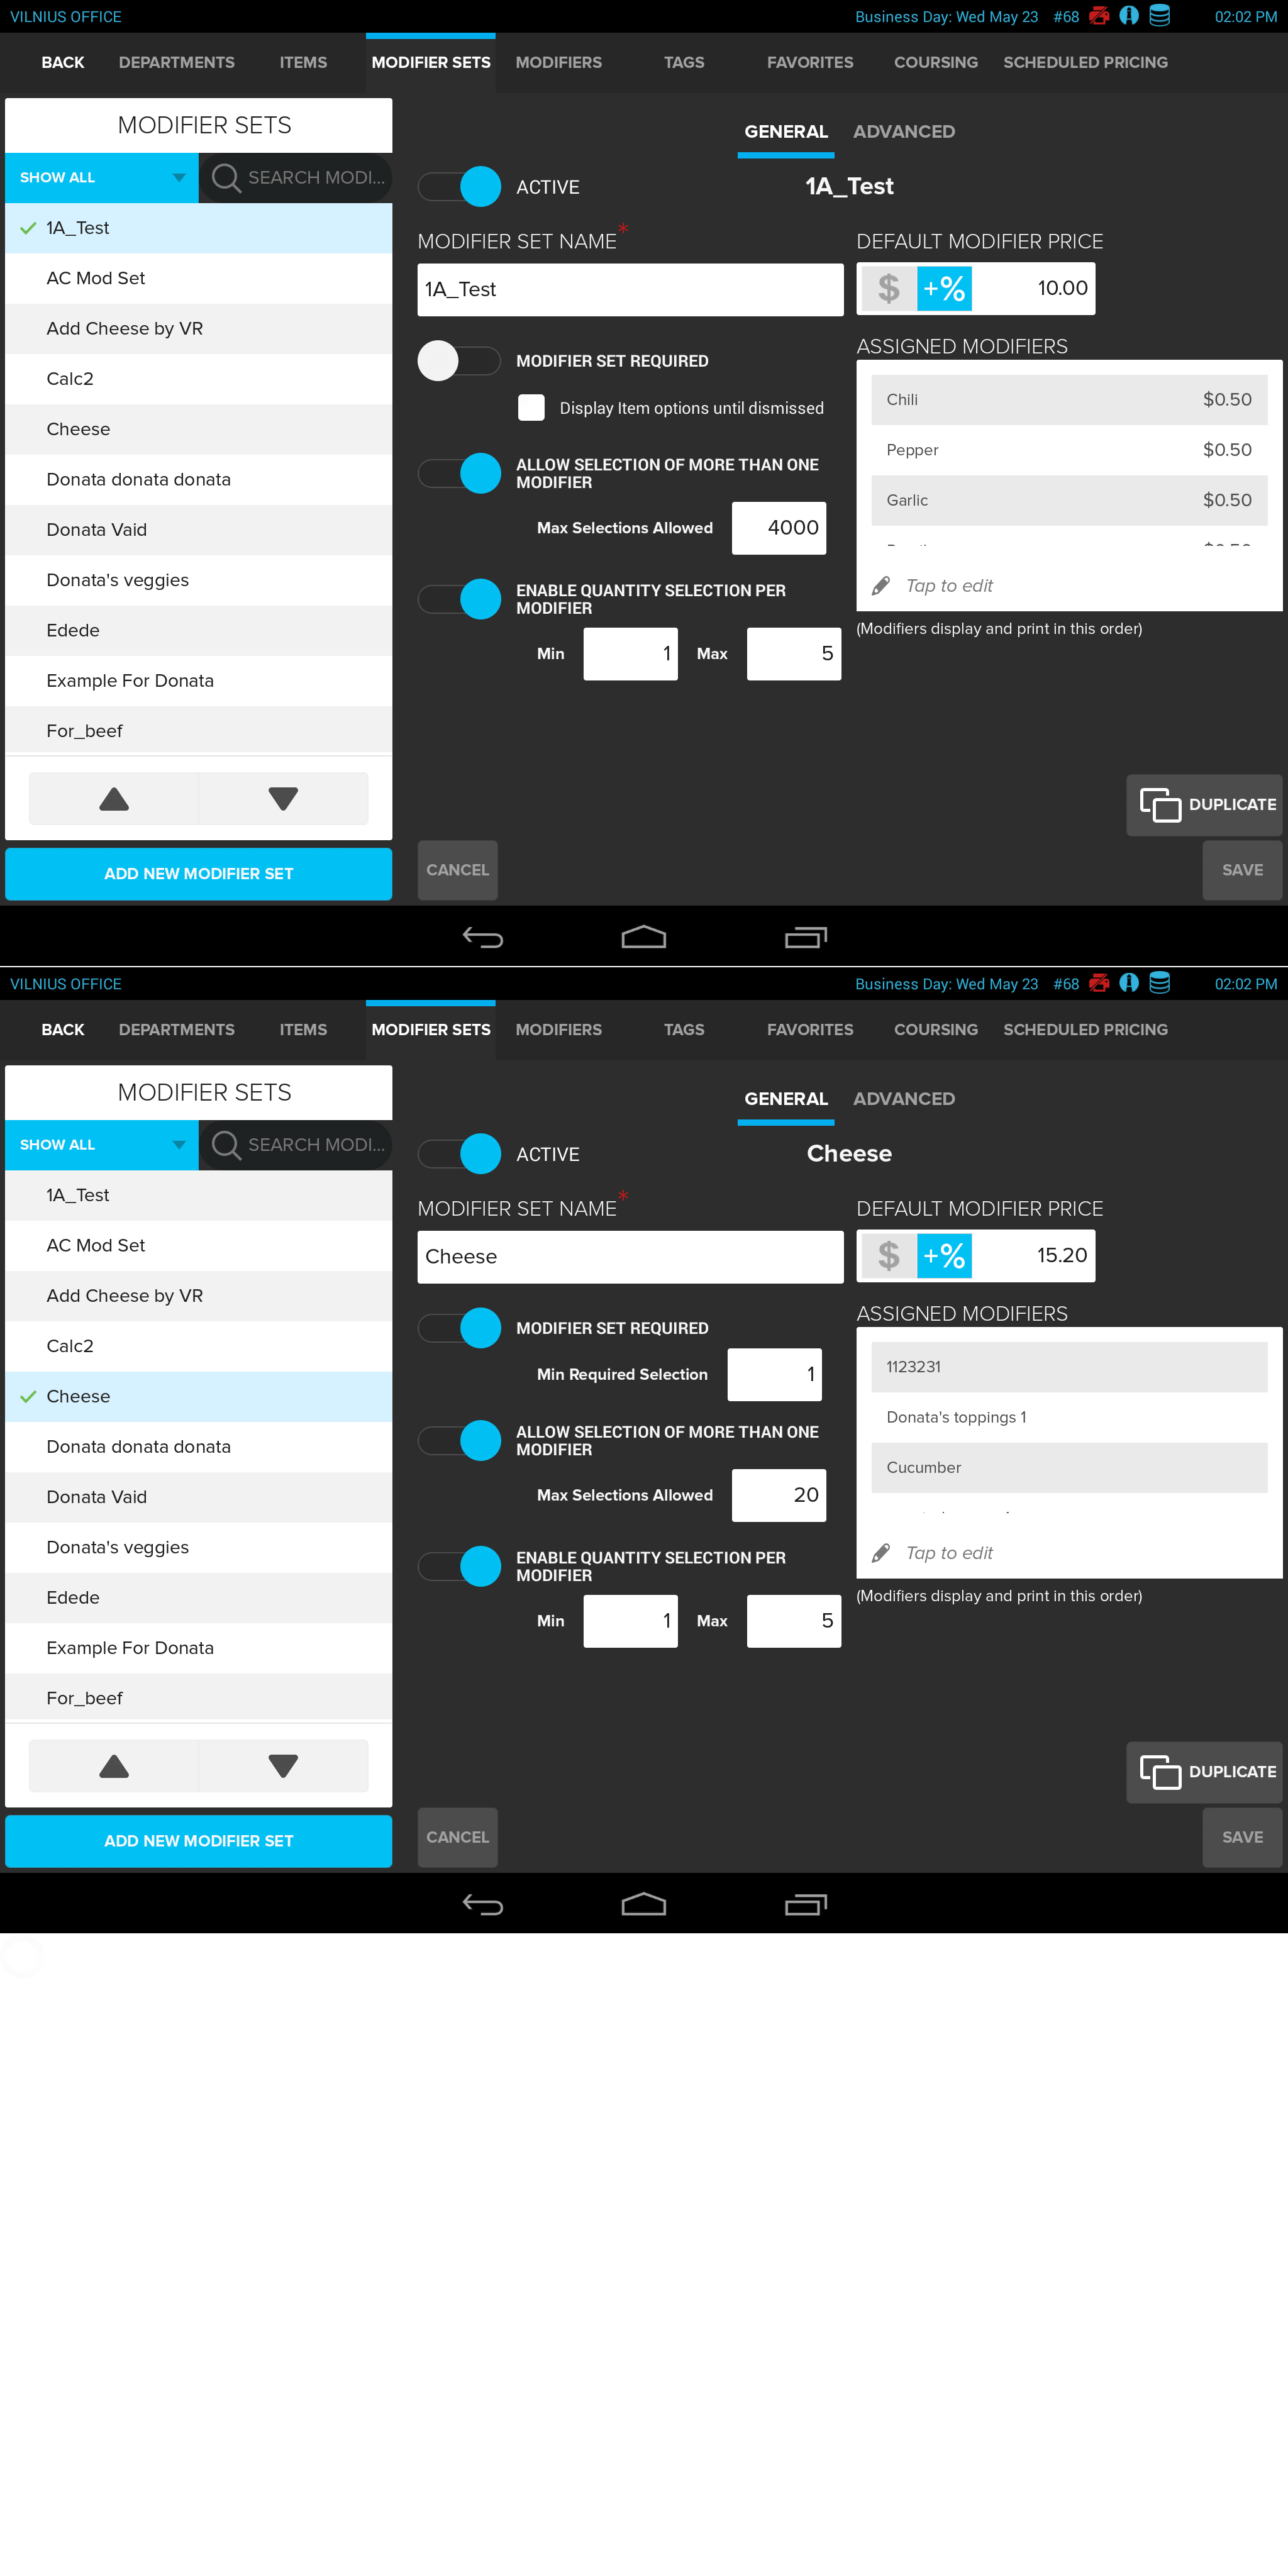 VILNIUS OFFICE Business Day: Wed May 23 #68 02:02 PM
BACK DEPARTMENTS ITEMS MODIFIER SETS MODIFIERS TAGS FAVORITES COURSING SCHEDULED PRICING
MODIFIER SETS
SHOW ALL SEARCH MODI...
1A_Test
AC Mod Set
Add Cheese by VR
Calc2
Cheese
Donata donata donata
Donata Vaid
Donata's veggies
Edede
Example For Donata
For_beef
ADD NEW MODIFIER SET
GENERAL ADVANCED
ACTIVE 1A_Test
MODIFIER SET NAME*
1A_Test
MODIFIER SET REQUIRED
Display Item options until dismissed
ALLOW SELECTION OF MORE THAN ONE
MODIFIER
Max Selections Allowed 4000
ENABLE QUANTITY SELECTION PER
MODIFIER
Min 1 Max 5
DEFAULT MODIFIER PRICE
$ +% 10.00
ASSIGNED MODIFIERS
Chili $0.50
Pepper $0.50
Garlic $0.50
Tap to edit
(Modifiers display and print in this order)
DUPLICATE
CANCEL SAVE
VILNIUS OFFICE Business Day: Wed May 23 #68 02:02 PM
BACK DEPARTMENTS ITEMS MODIFIER SETS MODIFIERS TAGS FAVORITES COURSING SCHEDULED PRICING
MODIFIER SETS
SHOW ALL SEARCH MODI...
1A_Test
AC Mod Set
Add Cheese by VR
Calc2
Cheese
Donata donata donata
Donata Vaid
Donata's veggies
Edede
Example For Donata
For_beef
ADD NEW MODIFIER SET
GENERAL ADVANCED
ACTIVE Cheese
MODIFIER SET NAME*
Cheese
MODIFIER SET REQUIRED
Min Required Selection 1
ALLOW SELECTION OF MORE THAN ONE
MODIFIER
Max Selections Allowed 20
ENABLE QUANTITY SELECTION PER
MODIFIER
Min 1 Max 5
DEFAULT MODIFIER PRICE
$ +% 15.20
ASSIGNED MODIFIERS
1123231
Donata's toppings 1
Cucumber
Tap to edit
(Modifiers display and print in this order)
DUPLICATE
CANCEL SAVE